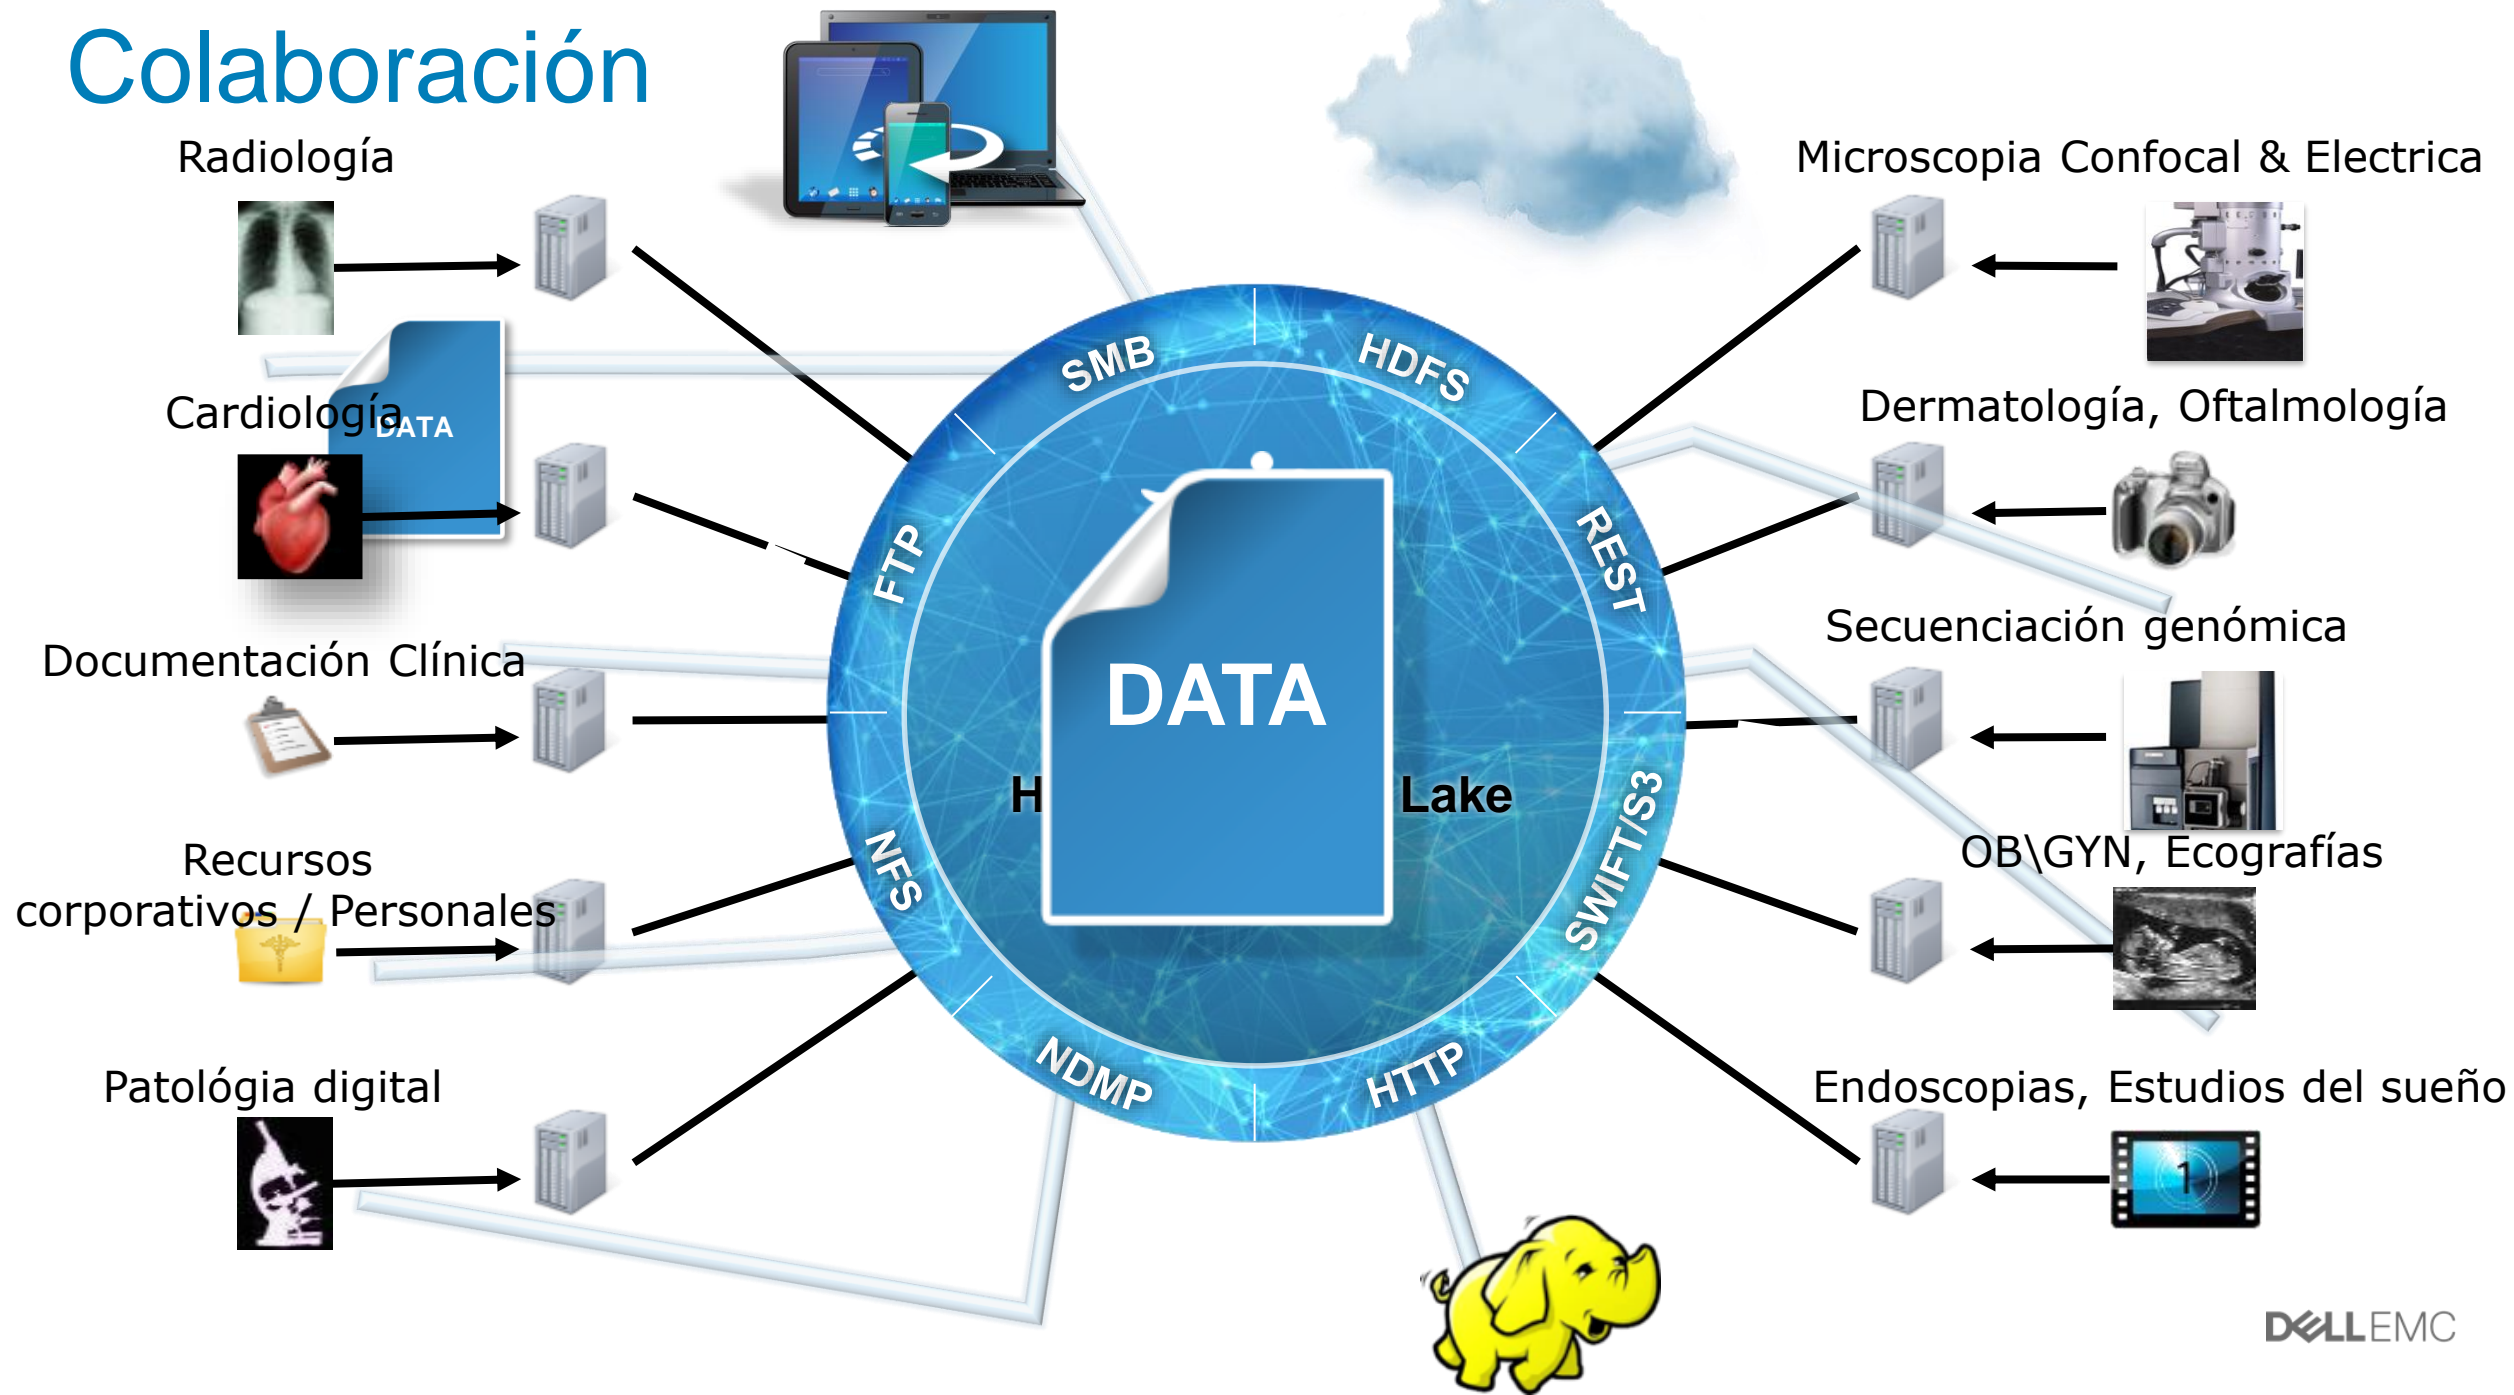 Colaboración
Radiología
Cardiología
DATA
Documentación Clínica
Recursos
corporativos / Personales
Patológia digital
SMB
HDFS
FTP
REST
NFS
SWIFT/S3
NDMP
HTTP
DATA
H
Lake
Microscopia Confocal & Electrica
Dermatología, Oftalmología
Secuenciación genómica
OB\GYN, Ecografías
Endoscopias, Estudios del sueño
1
DELLEMC